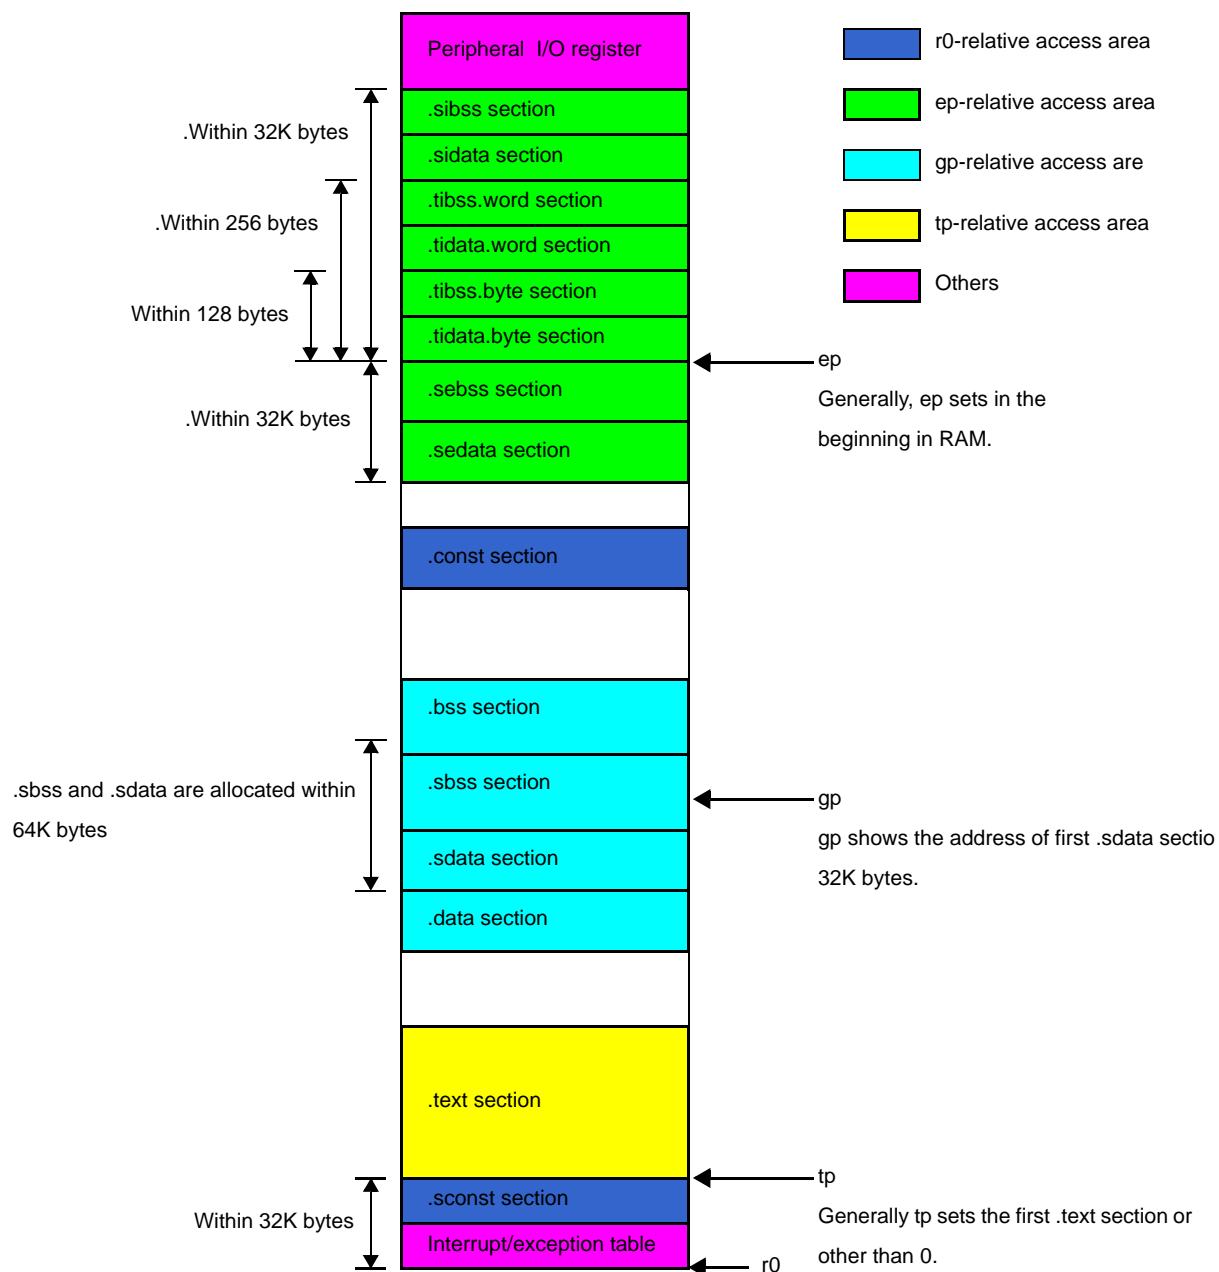 Peripheral I/O register
.sibss section
.sidata section
.tibss.word section
.tidata.word section
.tibss.byte section
.tidata.byte section
.sebss section
.sedata section
.const section
.bss section
.sbss section
.sdata section
.data section
.text section
.sconst section
Interrupt/exception table
.Within 32K bytes
.Within 256 bytes
Within 128 bytes
.Within 32K bytes
.sbss and .sdata are allocated within
64K bytes
Within 32K bytes
r0-relative access area
ep-relative access area
gp-relative access are
tp-relative access area
Others
ep
Generally, ep sets in the
beginning in RAM.
gp
gp shows the address of first .sdata sectio
32K bytes.
tp
Generally tp sets the first .text section or
other than 0.
r0